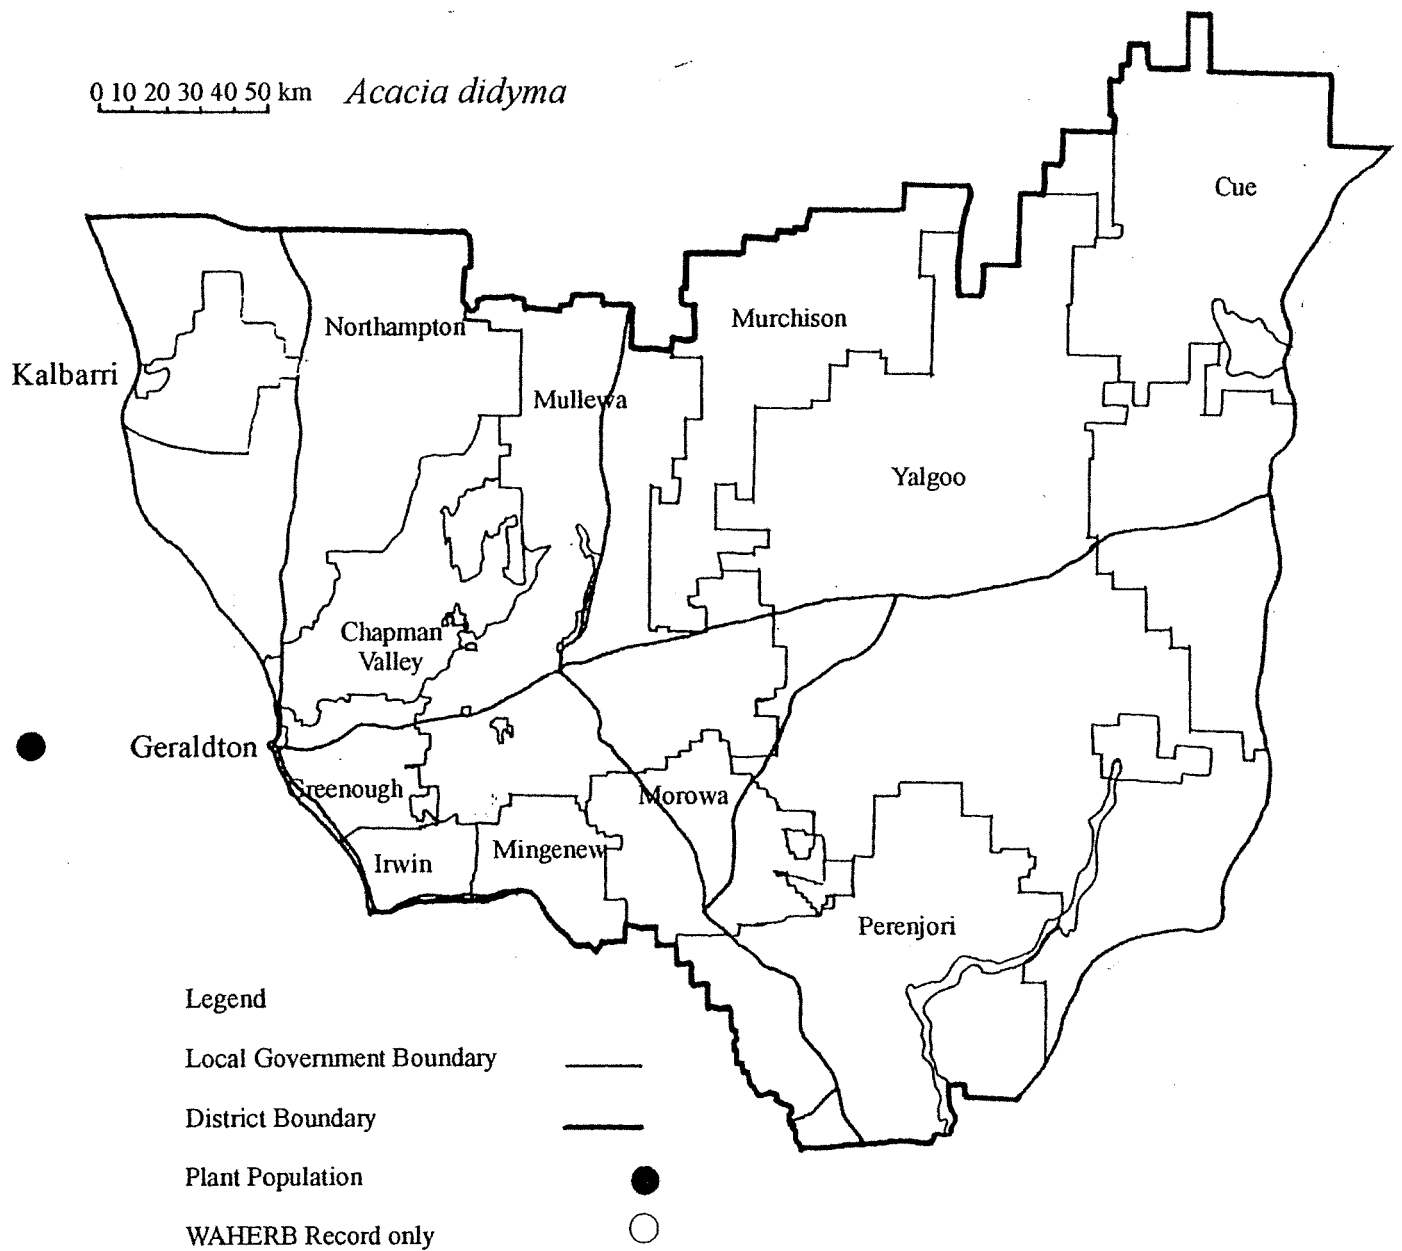 0 10 20 30 40 50 km
Acacia didyma
Cue
Murchison
Northampton
Kalbarri
Mullewa
Yalgoo
Chapman
Valley
Geraldton
Greenough
Morowa
Mingenew
Irwin
Perenjori
Legend
Local Government Boundary
District Boundary
Plant Population
WAHERB Record only